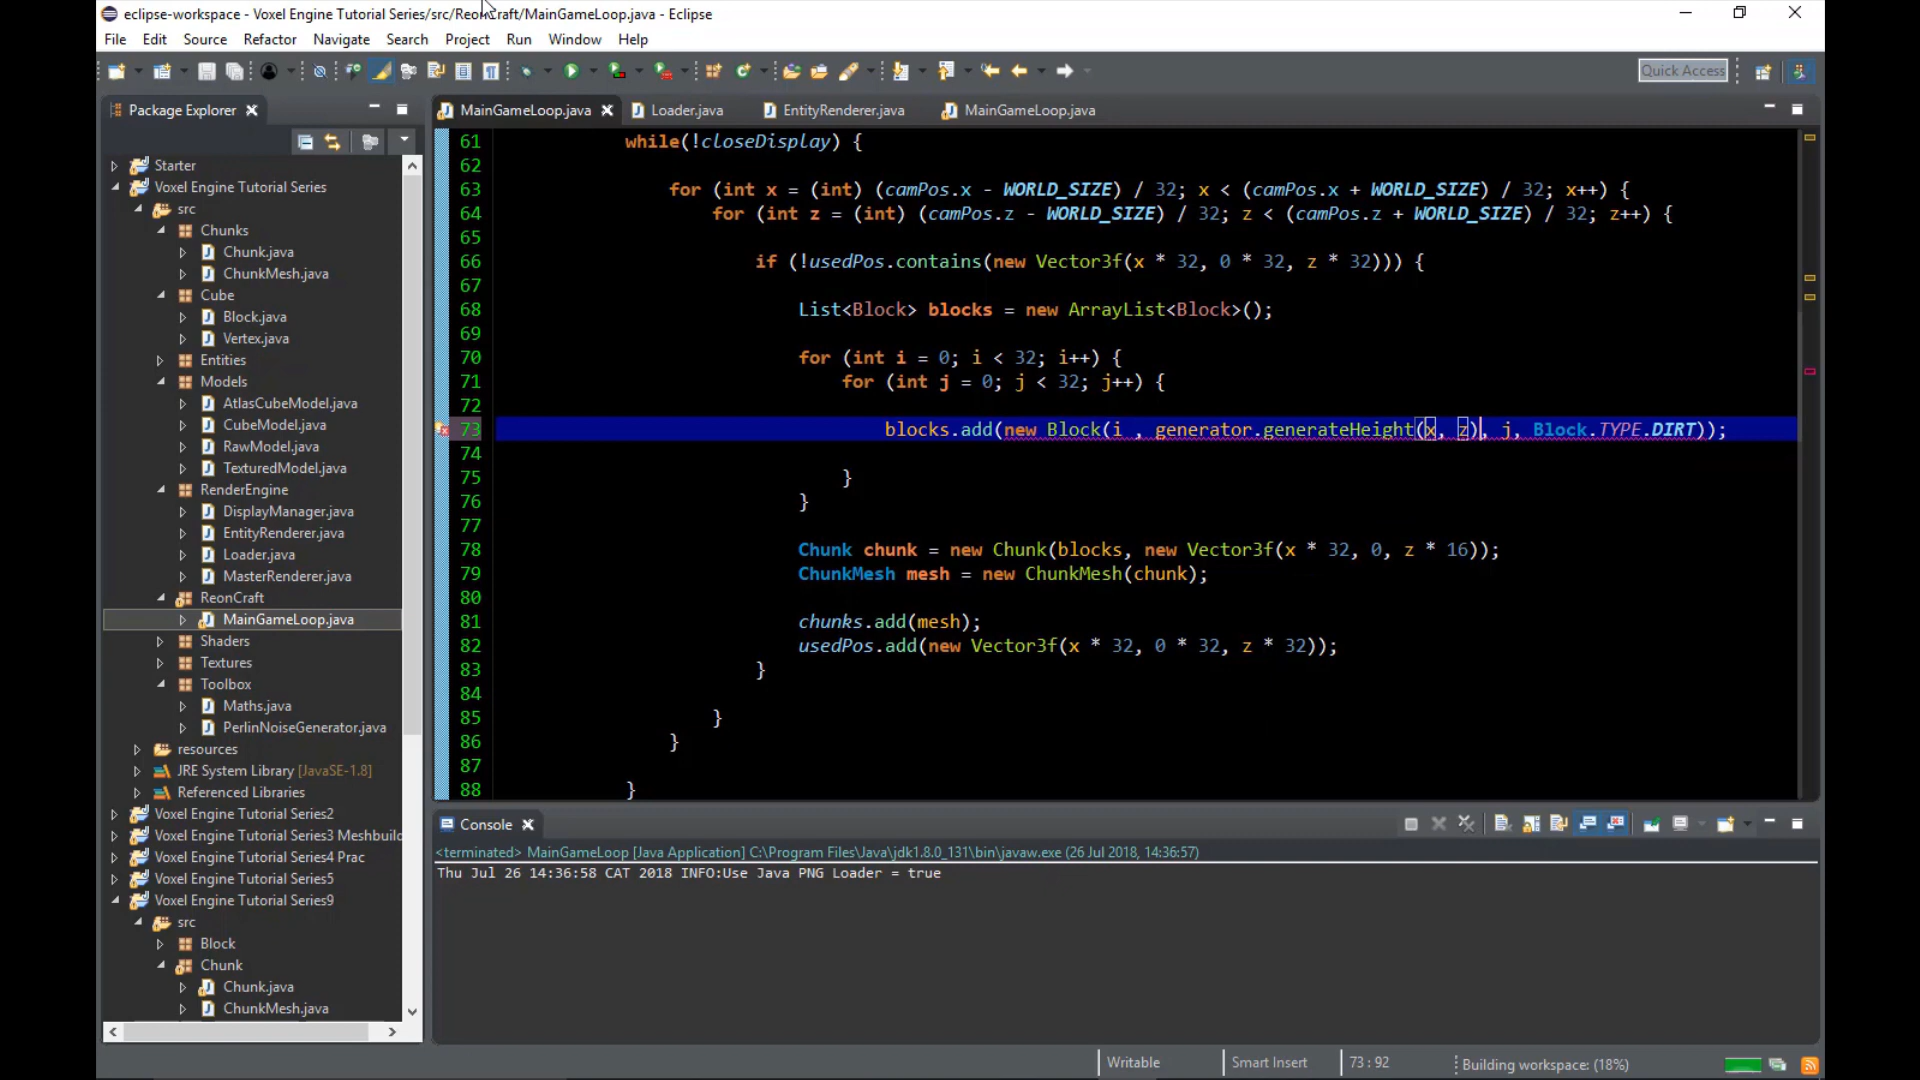 eclipse-workspace - Voxel Engine Tutorial Series/src/ReonCraft/MainGameLoop.java - Eclipse
File Edit Source Refactor Navigate Search Project Run Window Help
Quick Access
Package Explorer
MainGameLoop.java Loader.java EntityRenderer.java MainGameLoop.java
Starter
Voxel Engine Tutorial Series
src
Chunks
Chunk.java
ChunkMesh.java
Cube
Block.java
Vertex.java
Entities
Models
AtlasCubeModel.java
CubeModel.java
RawModel.java
TexturedModel.java
RenderEngine
DisplayManager.java
EntityRenderer.java
Loader.java
MasterRenderer.java
ReonCraft
MainGameLoop.java
Shaders
Textures
Toolbox
Maths.java
PerlinNoiseGenerator.java
resources
JRE System Library [JavaSE-1.8]
Referenced Libraries
Voxel Engine Tutorial Series2
Voxel Engine Tutorial Series3 Meshbuild
Voxel Engine Tutorial Series4 Prac
Voxel Engine Tutorial Series5
Voxel Engine Tutorial Series9
src
Block
Chunk
Chunk.java
ChunkMesh.java
61 while(!closeDisplay) {
62
63 for (int x = (int) (camPos.x - WORLD_SIZE) / 32; x < (camPos.x + WORLD_SIZE) / 32; x++) {
64 for (int z = (int) (camPos.z - WORLD_SIZE) / 32; z < (camPos.z + WORLD_SIZE) / 32; z++) {
65
66 if (!usedPos.contains(new Vector3f(x * 32, 0 * 32, z * 32))) {
67
68 List<Block> blocks = new ArrayList<Block>();
69
70 for (int i = 0; i < 32; i++) {
71 for (int j = 0; j < 32; j++) {
72
73 blocks.add(new Block(i , generator.generateHeight(x, z), j, Block.TYPE.DIRT));
74
75 }
76 }
77
78 Chunk chunk = new Chunk(blocks, new Vector3f(x * 32, 0, z * 16));
79 ChunkMesh mesh = new ChunkMesh(chunk);
80
81 chunks.add(mesh);
82 usedPos.add(new Vector3f(x * 32, 0 * 32, z * 32));
83 }
84
85 }
86 }
87
88 }
Console
<terminated> MainGameLoop [Java Application] C:\Program Files\Java\jdk1.8.0_131\bin\javaw.exe (26 Jul 2018, 14:36:57)
Thu Jul 26 14:36:58 CAT 2018 INFO:Use Java PNG Loader = true
Writable Smart Insert 73 : 92 Building workspace: (18%)